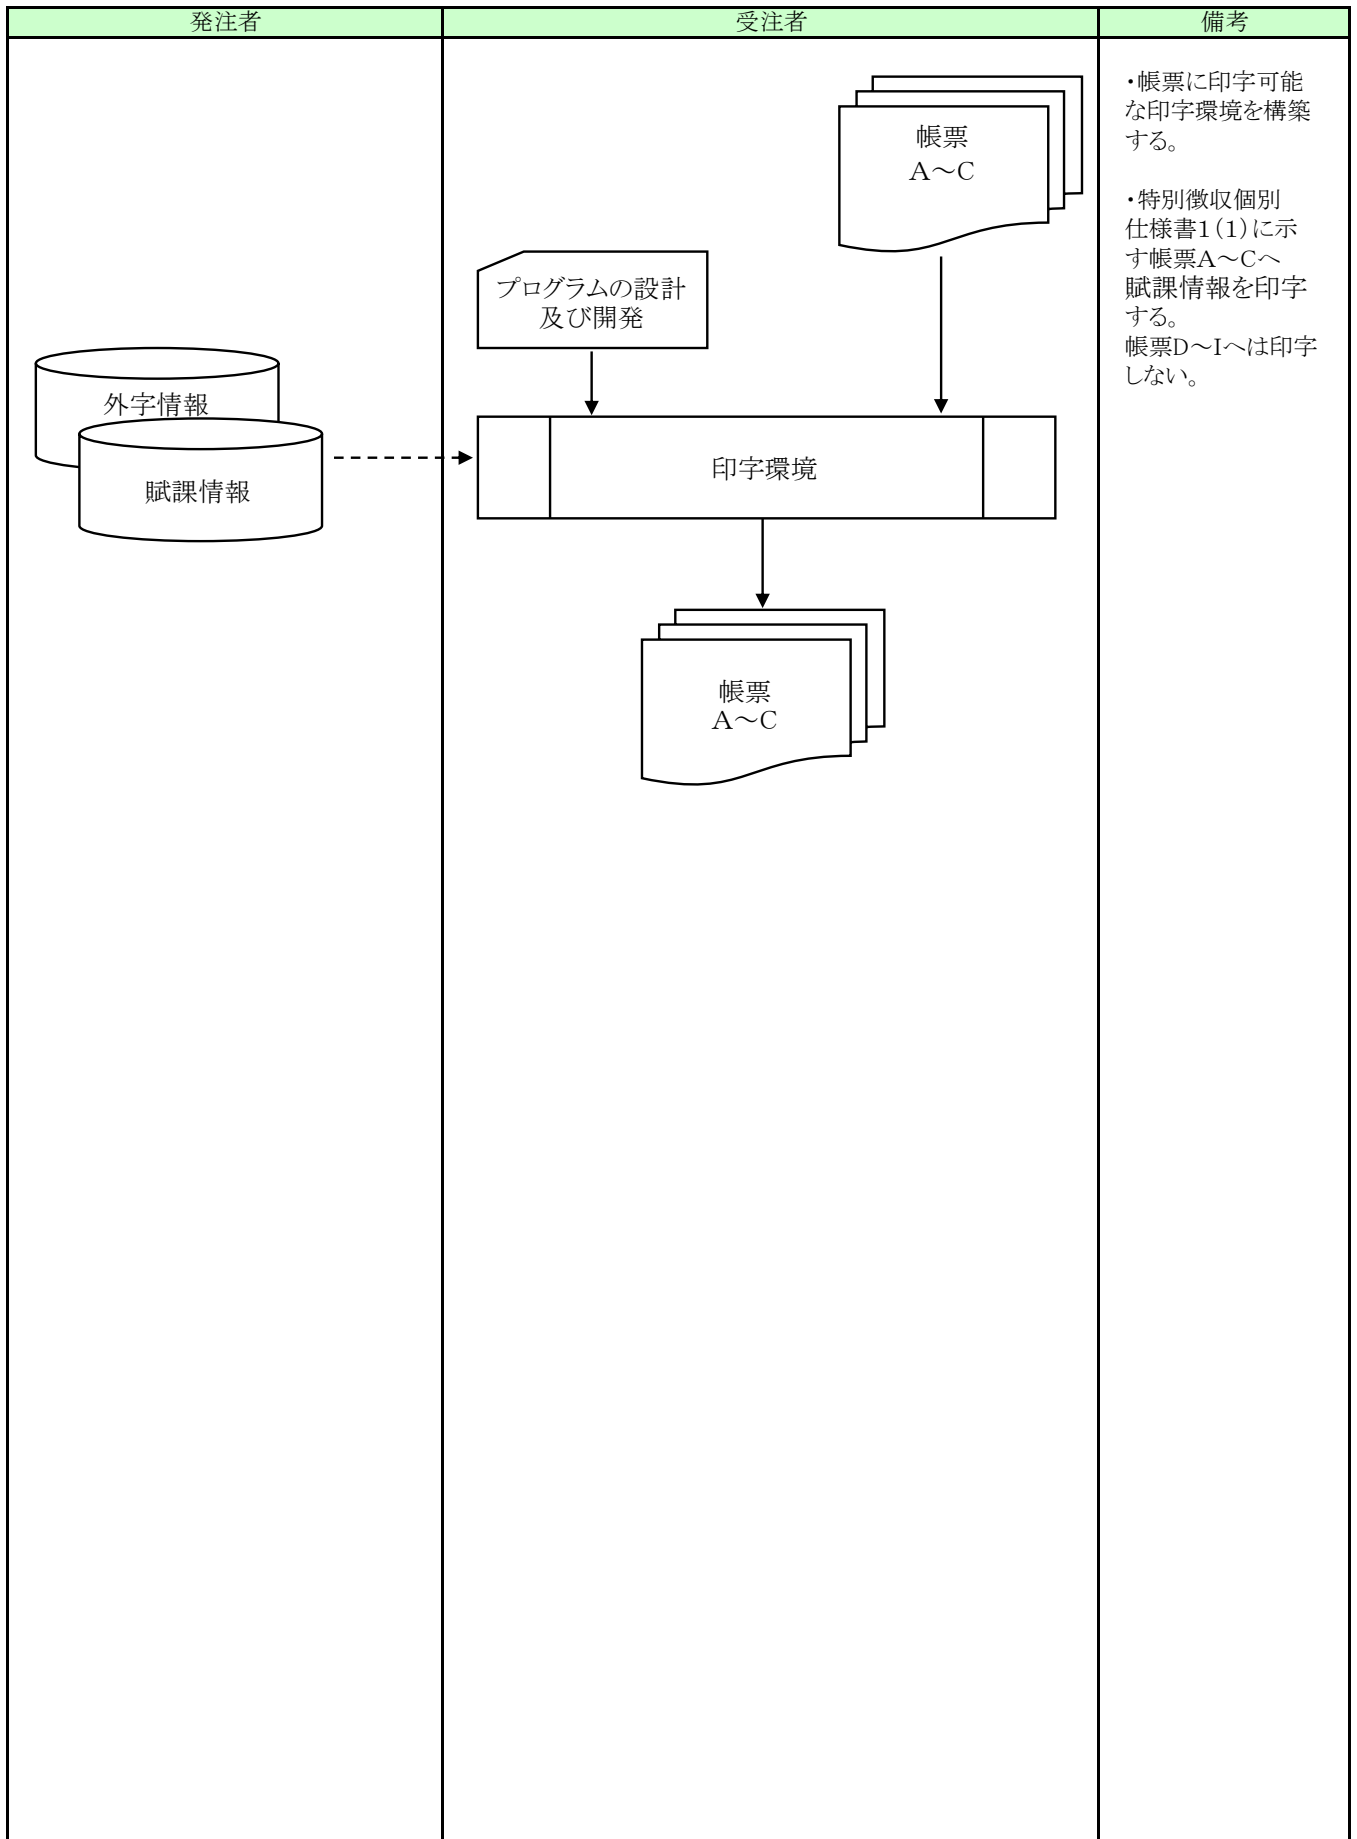 発注者
受注者
備考
帳票
A～C
プログラムの設計
及び開発
外字情報
賦課情報
印字環境
帳票
A～C
・帳票に印字可能
な印字環境を構築
する。
・特別徴収個別
仕様書1(1)に示
す帳票A～Cへ
賦課情報を印字
する。
帳票D～Iへは印字
しない。